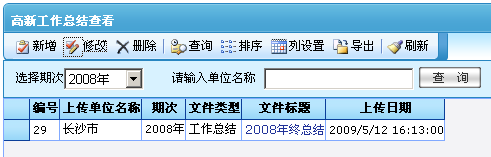 高新工作总结查看
新增 修改 删除 查询 排序 列设置 导出 刷新
选择期次 2008年 请输入单位名称 查 询
编号 上传单位名称 期次 文件类型 文件标题 上传日期
29 长沙市 2008年 工作总结 2008年终总结 2009/5/12 16:13:00